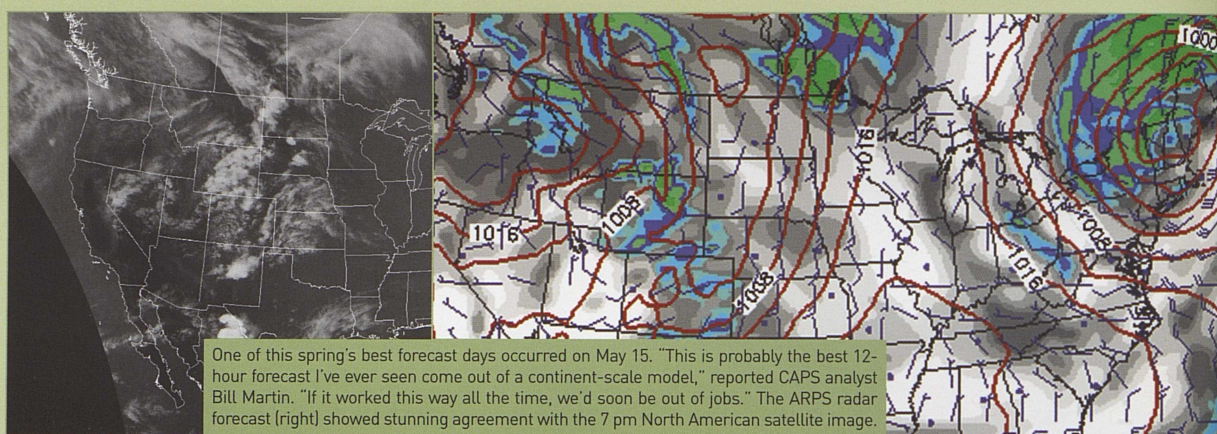 1000
1016
1008
1016
1008
1016
1008
One of this spring's best forecast days occurred on May 15. "This is probably the best 12-
hour forecast I've ever seen come out of a continent-scale model," reported CAPS analyst
Bill Martin. "If it worked this way all the time, we'd soon be out of jobs." The ARPS radar
forecast (right) showed stunning agreement with the 7 pm North American satellite image.